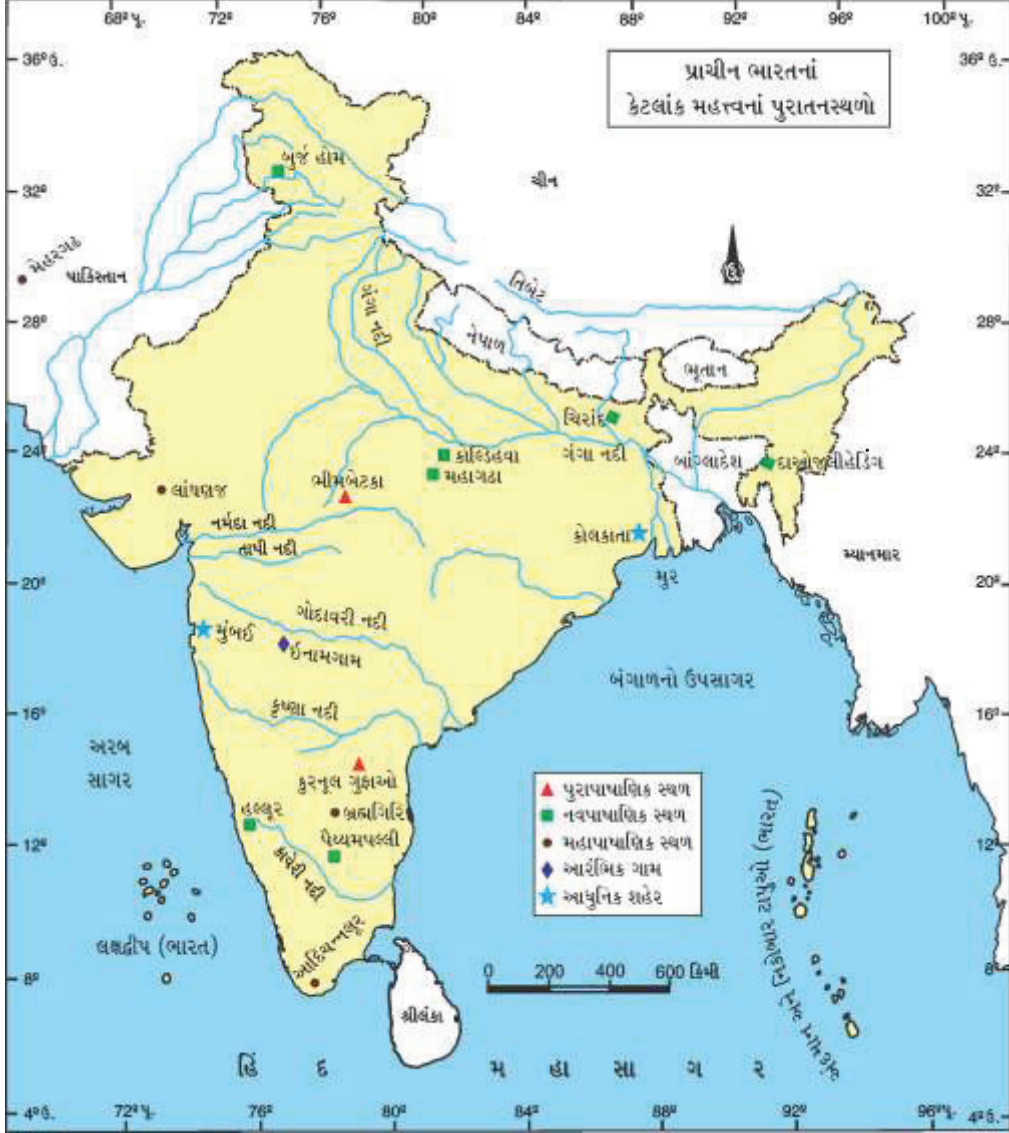 68° પૂ. 72° 76° 80° 84° 88° 92° 96° 100° પૂ.
36° ઉ. 36° ઉ.
પ્રાચીન ભારતનાં
કેટલાંક મહત્ત્વનાં પુરાતનસ્થળો
બુર્જ હોમ
ચીન
32° 32°
મેહરગઢ
પાકિસ્તાન
(ઉ)
તિબેટ
ગંગા નદી
28° 28°
નેપાળ
ભૂતાન
ચિરાંદ
24° 24°
કોલ્ડિહવા
ગંગા નદી
બાંગ્લાદેશ
દાઓજલીહેડિંગ
મહાગઢા
લાંઘણજ
ભીમબેટકા
નર્મદા નદી
કોલકાતા
તાપી નદી
મ્યાનમાર
મુર
20° 20°
ગોદાવરી નદી
મુંબઈ
ઈનામગામ
બંગાળનો ઉપસાગર
કૃષ્ણા નદી
16° 16°
અરબ
સાગર
કુરનૂલ ગુફાઓ
પુરાપાષાણિક સ્થળ
હલ્લૂર
બ્રહ્મગિરિ
નવપાષાણિક સ્થળ
પૈય્યમપલ્લી
મહાપાષાણિક સ્થળ
12° 12°
કાવેરી નદી
આરંભિક ગામ
આધુનિક શહેર
લક્ષદ્વીપ (ભારત)
આદિચન્નલૂર
8° 8°
0 200 400 600 કિમી
શ્રીલંકા
હિંદ મહાસાગર
4° ઉ. 4° ઉ.
72° પૂ. 76° 80° 84° 88° 92° 96° પૂ.